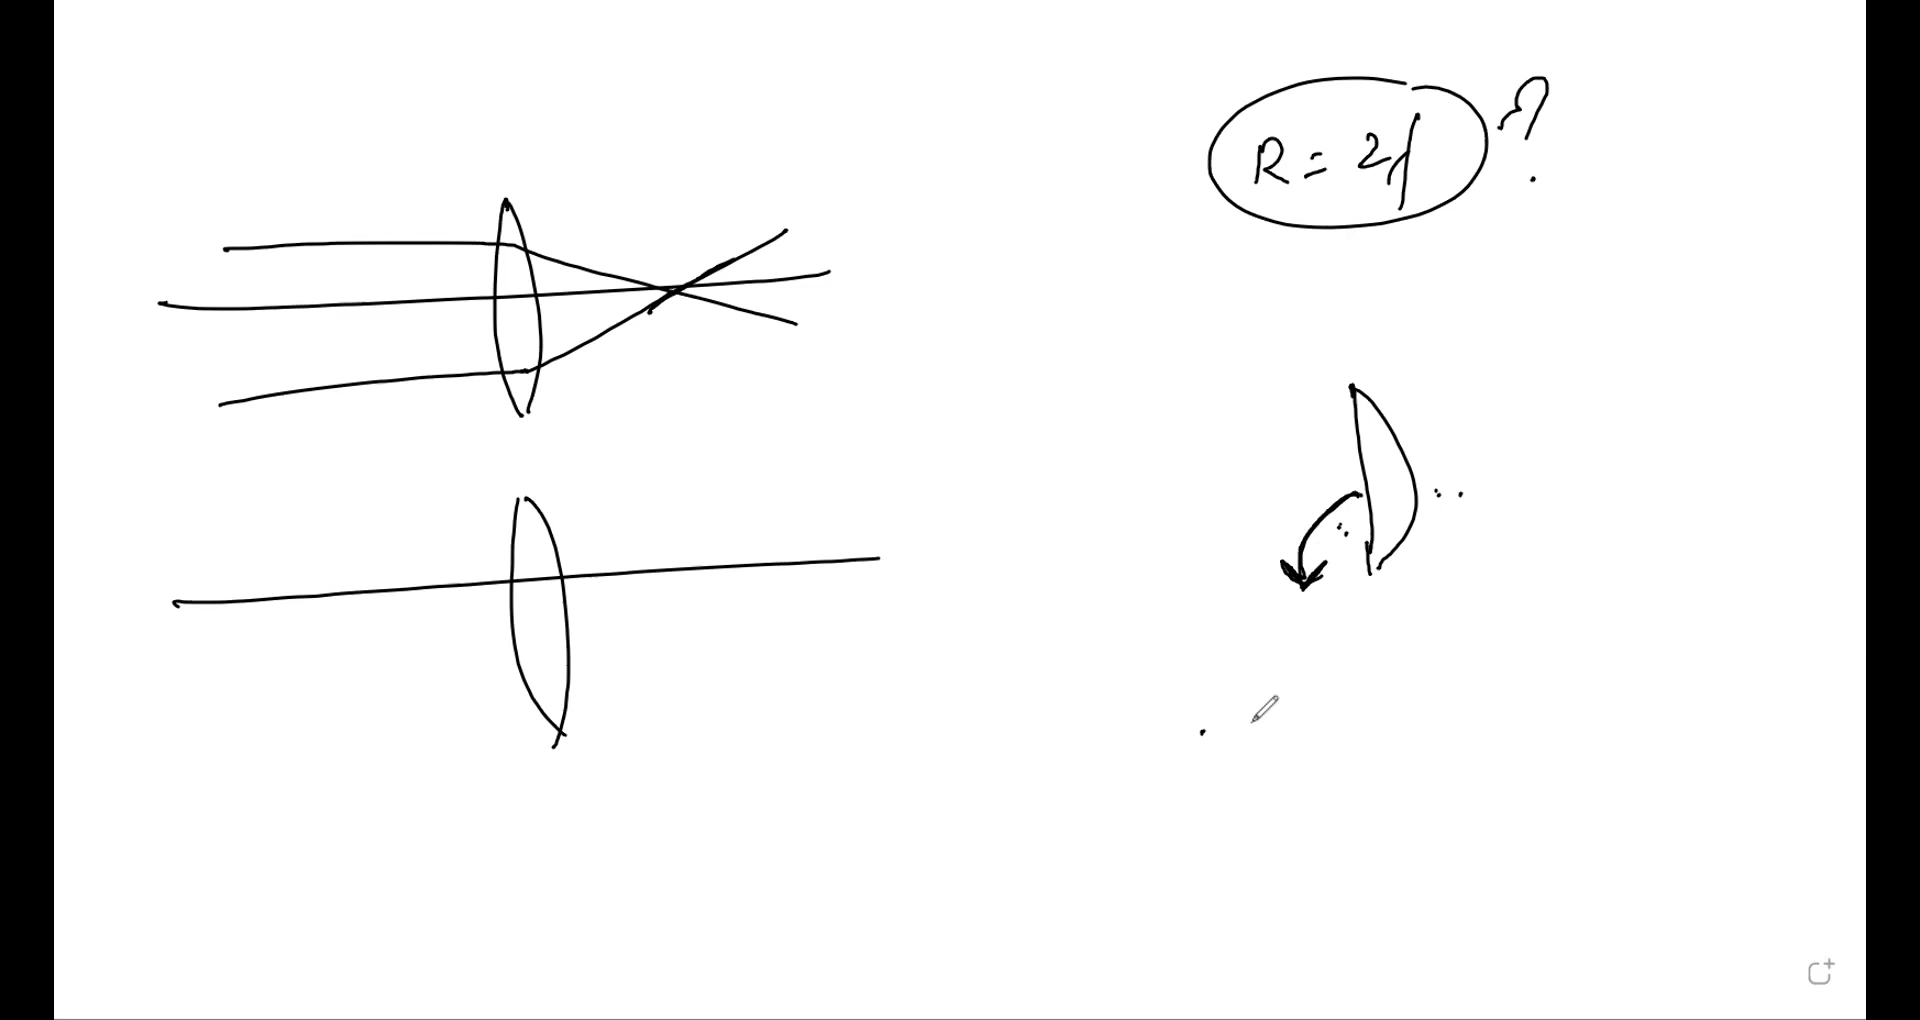 R = 2f ?